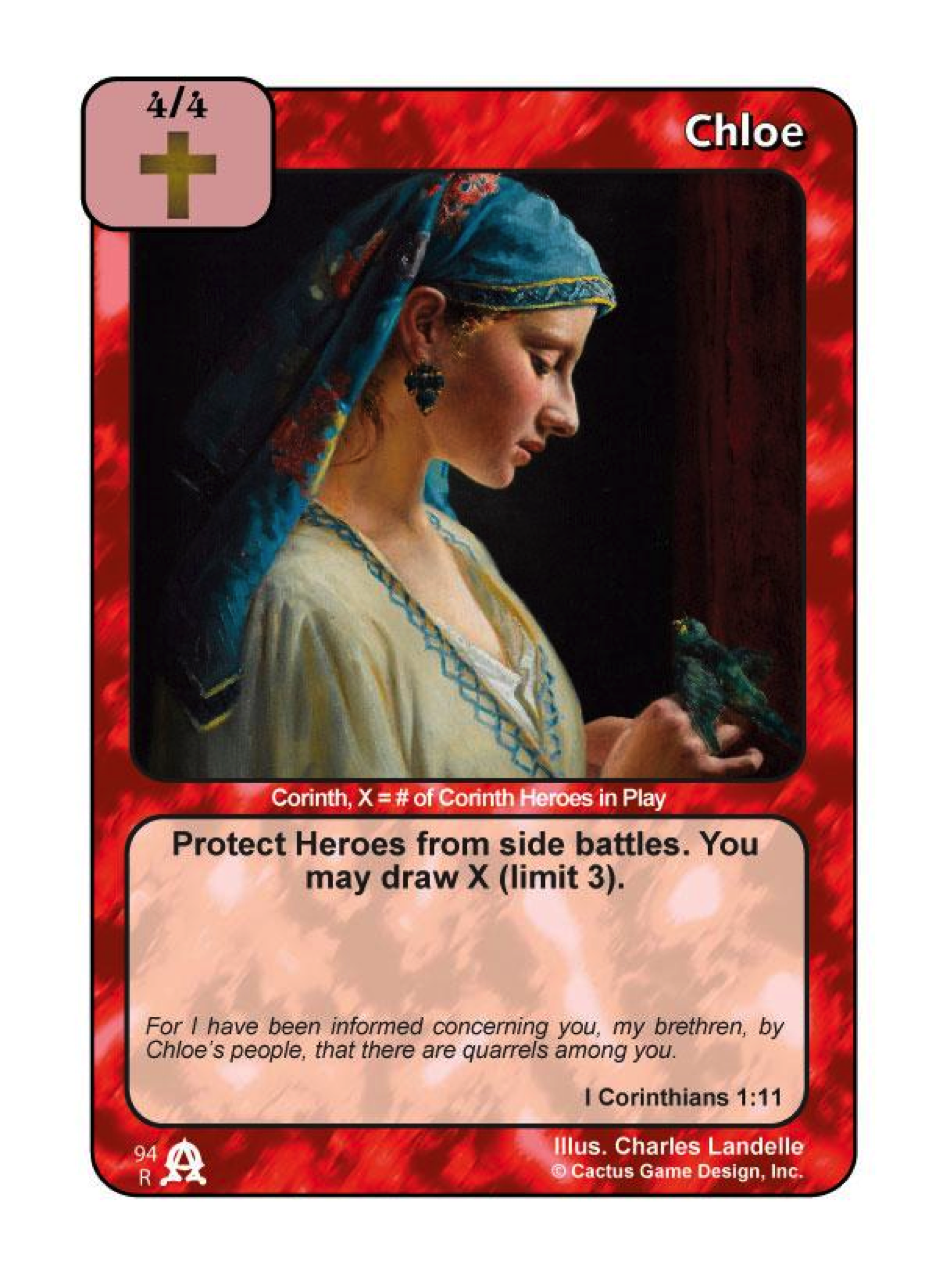 4/4
Chloe
Corinth, X = # of Corinth Heroes in Play
Protect Heroes from side battles. You
may draw X (limit 3).
For I have been informed concerning you, my brethren, by
Chloe's people, that there are quarrels among you.
I Corinthians 1:11
94
R
Illus. Charles Landelle
© Cactus Game Design, Inc.